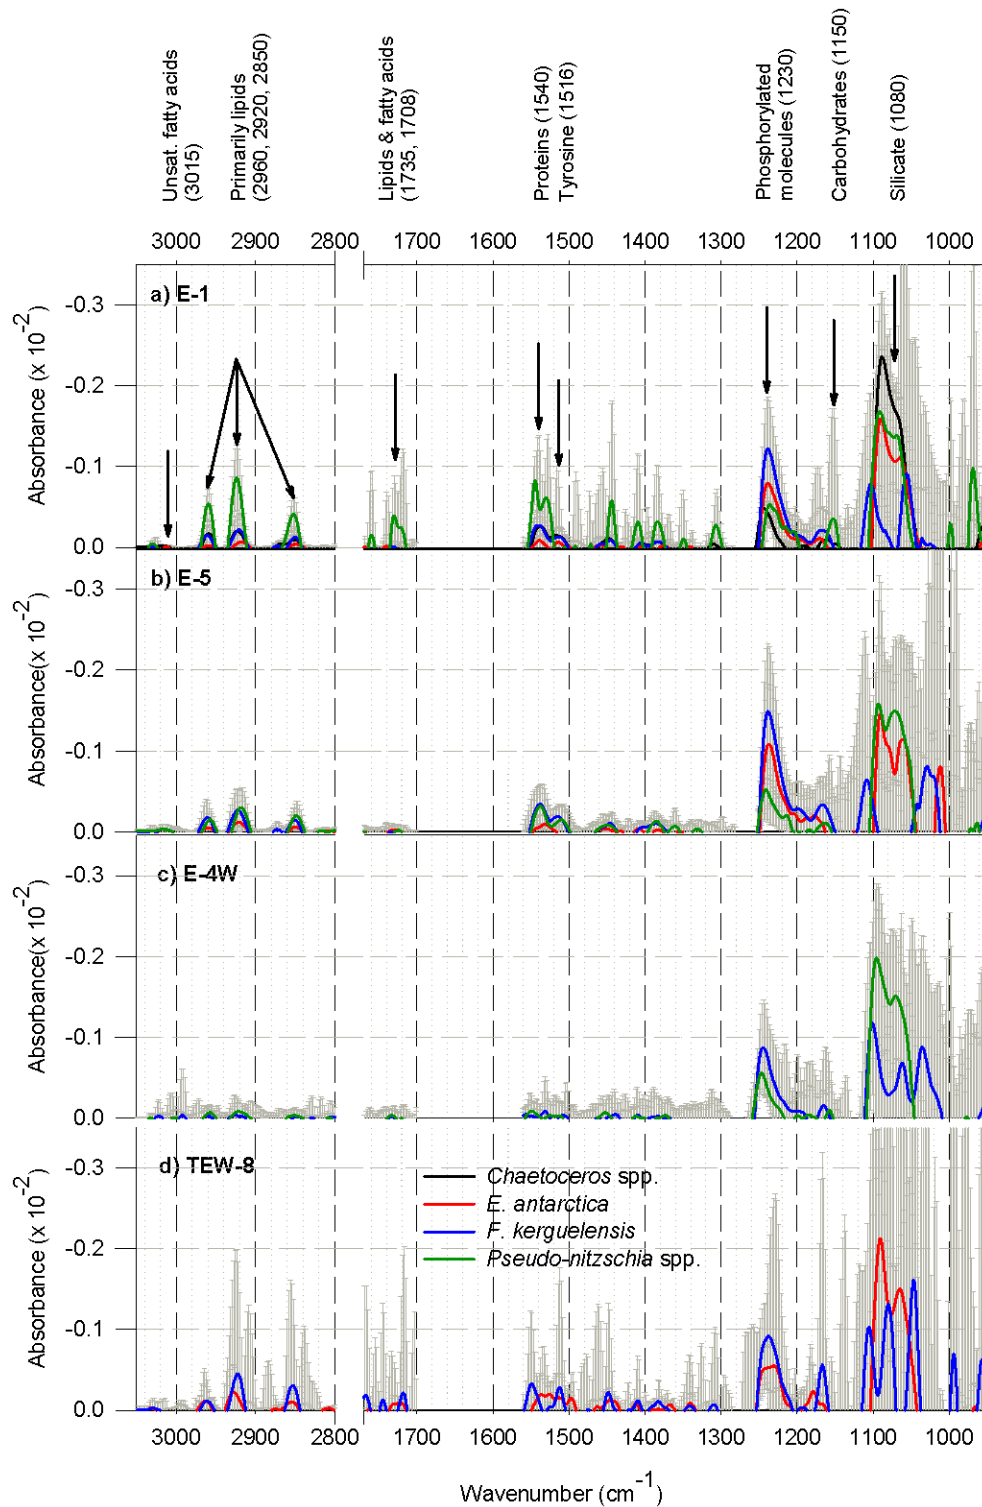 Unsat. fatty acids
(3015)
Primarily lipids
(2960, 2920, 2850)
Lipids & fatty acids
(1735, 1708)
Proteins (1540)
Tyrosine (1516)
Phosphorylated
molecules (1230)
Carbohydrates (1150)
Silicate (1080)
3000 2900 2800 1700 1600 1500 1400 1300 1200 1100 1000
a) E-1
-0.3
-0.2
-0.1
0.0
Absorbance (x 10-2)
b) E-5
-0.3
-0.2
-0.1
0.0
Absorbance(x 10-2)
c) E-4W
-0.3
-0.2
-0.1
0.0
Absorbance(x 10-2)
d) TEW-8
-0.3
-0.2
-0.1
0.0
Absorbance (x 10-2)
Chaetoceros spp.
E. antarctica
F. kerguelensis
Pseudo-nitzschia spp.
3000 2900 2800 1700 1600 1500 1400 1300 1200 1100 1000
Wavenumber (cm-1)